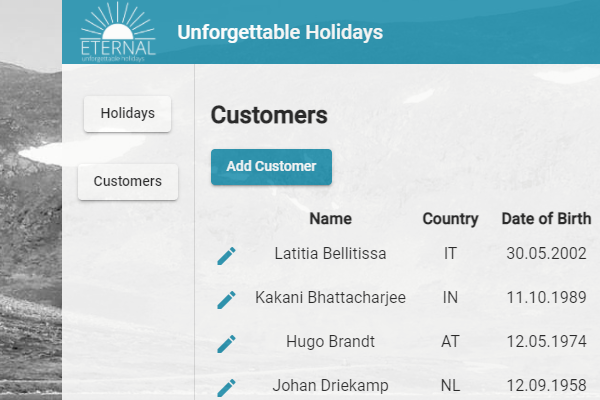 ETERNAL
unforgettable holidays
Unforgettable Holidays
Holidays
Customers
Customers
Add Customer
Name Country Date of Birth
Latitia Bellitissa IT 30.05.2002
Kakani Bhattacharjee IN 11.10.1989
Hugo Brandt AT 12.05.1974
Johan Driekamp NL 12.09.1958